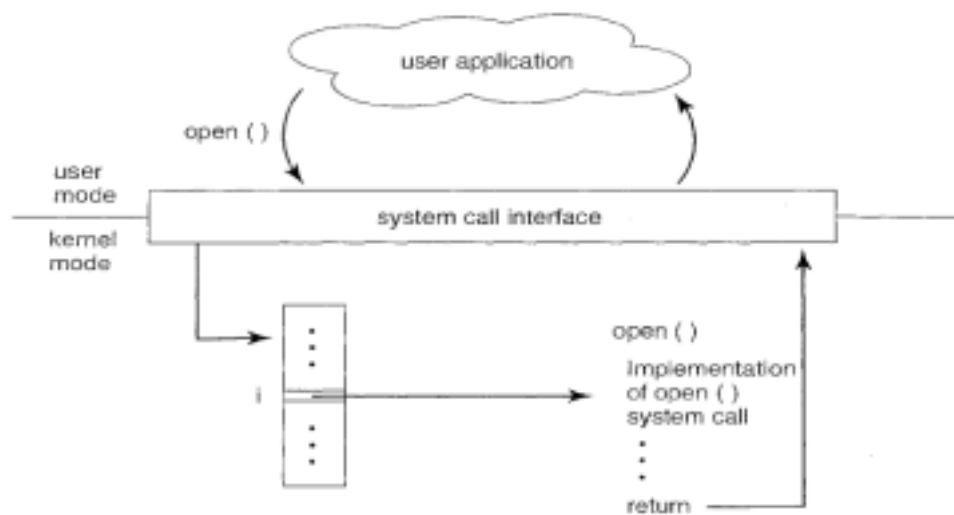 user application
open ( )
user
mode
system call interface
kernel
mode
open ( )
i
Implementation
of open ( )
system call
return